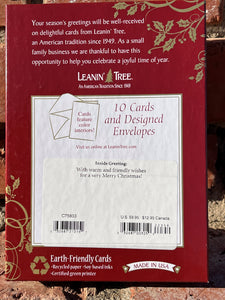 Your season's greetings will be well-received
on delightful cards from Leanin' Tree,
an American tradition since 1949. As a small
family business we are thankful to have this
opportunity to help you celebrate a joyful time of year.
LEANIN' TREE
AN AMERICAN TRADITION SINCE 1949
Cards
feature
color
interiors!
10 Cards
and Designed
Envelopes
Visit us online at LeaninTree.com
Inside Greeting:
With warm and friendly wishes
for a very Merry Christmas!
C75833
U.S. $9.95 $12.95 Canada
Earth-Friendly Cards
•Recycled paper •Soy based inks
•Certified green printer
MADE IN U.S.A.